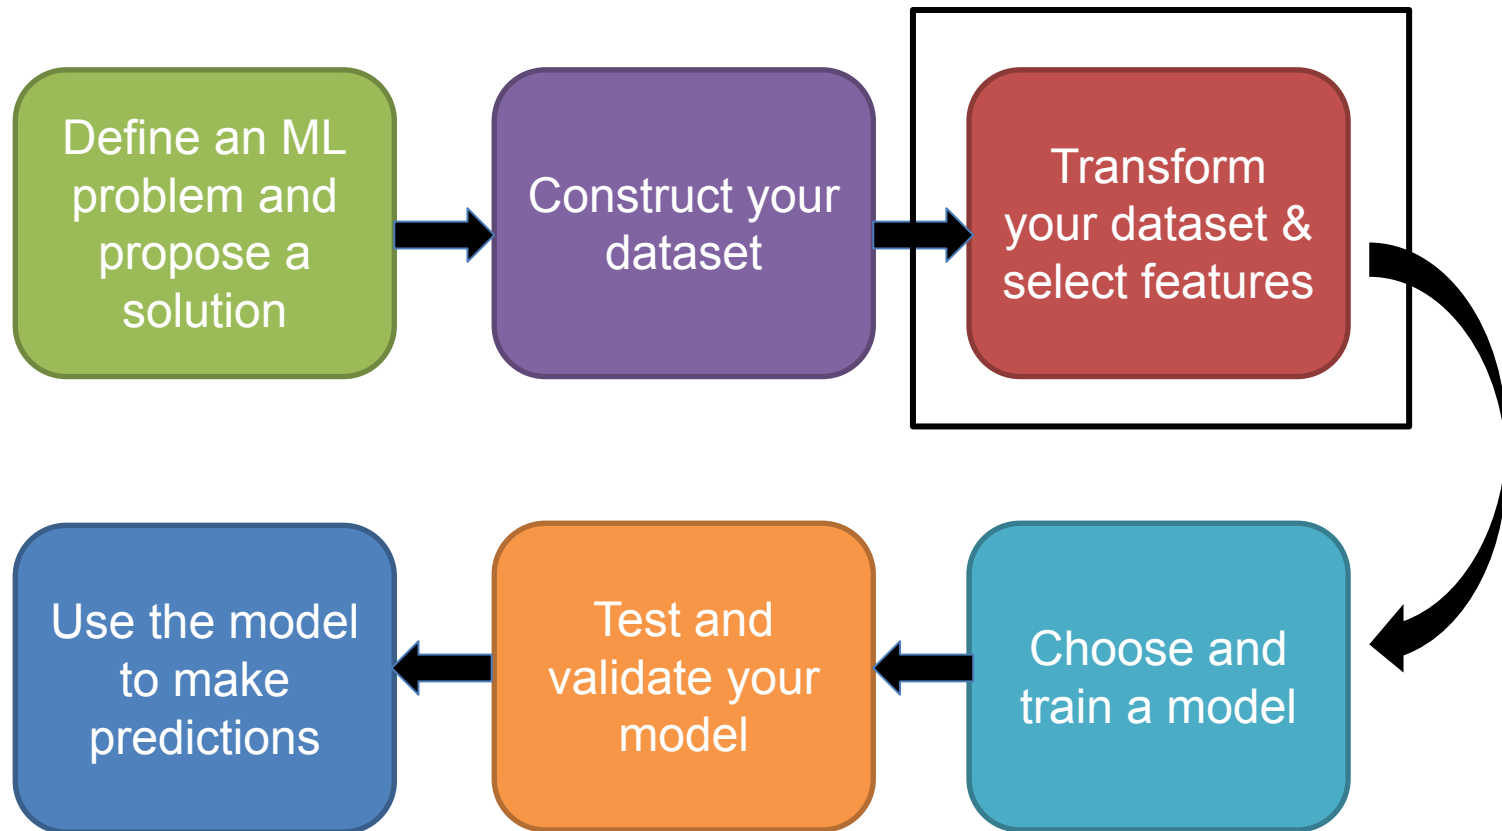 Define an ML
problem and
propose a
solution
Construct your
dataset
Transform
your dataset &
select features
Choose and
train a model
Test and
validate your
model
Use the model
to make
predictions